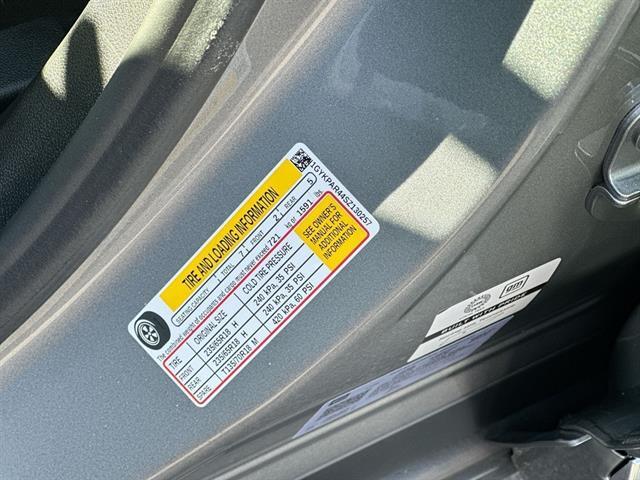 1GYKPAR44SZ130257
TIRE AND LOADING INFORMATION
SEATING CAPACITY TOTAL 7 FRONT 2 REAR 5
The combined weight of occupants and cargo must never exceed 721 kg or 1591 lbs.
TIRE ORIGINAL SIZE COLD TIRE PRESSURE
FRONT 235/65R18 H 240 kPa, 35 PSI
REAR 235/65R18 H 240 kPa, 35 PSI
SPARE T135/70R18 M 420 kPa, 60 PSI
SEE OWNER'S
MANUAL FOR
ADDITIONAL
INFORMATION
gm
BUILT WITH PRIDE